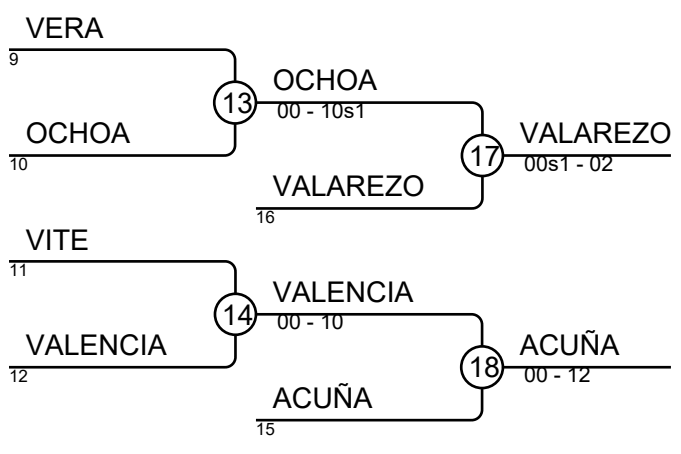 VERA
9
OCHOA
13
00 - 10s1
OCHOA
10
VALAREZO
17
00s1 - 02
VALAREZO
16
VITE
11
VALENCIA
14
00 - 10
VALENCIA
12
ACUÑA
18
00 - 12
ACUÑA
15